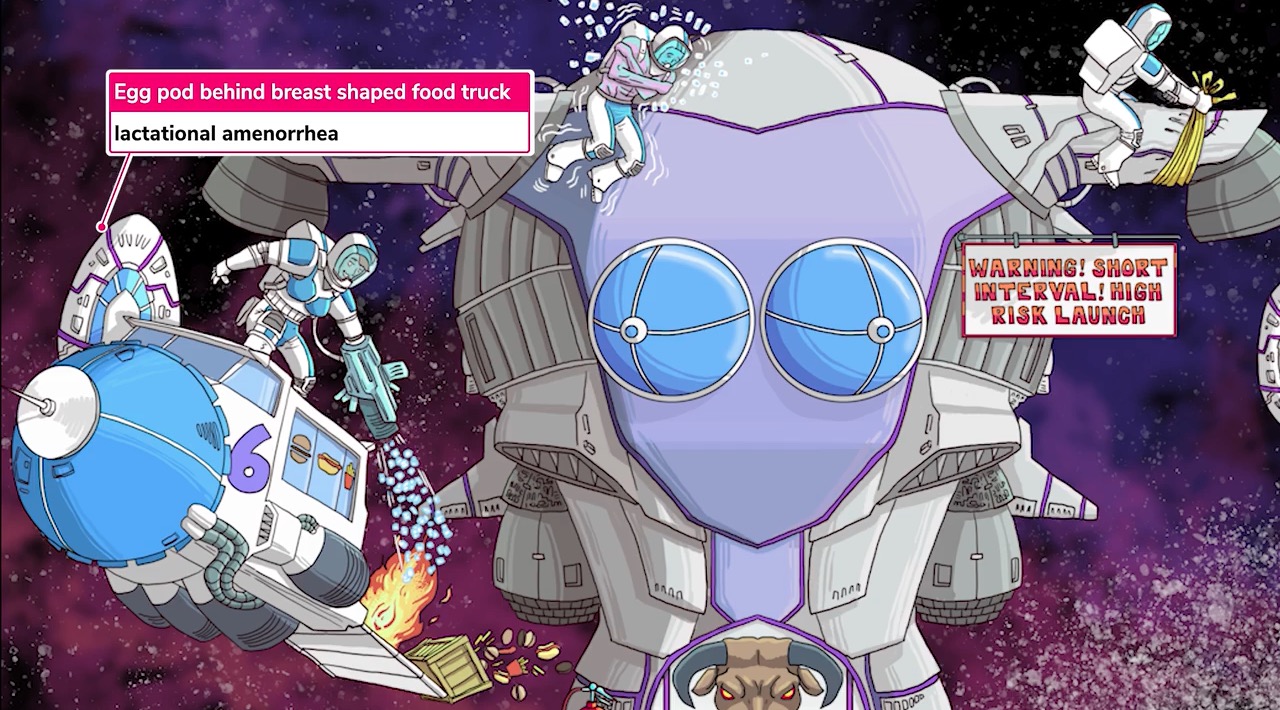 Egg pod behind breast shaped food truck
lactational amenorrhea
WARNING! SHORT
INTERVAL! HIGH
RISK LAUNCH
6